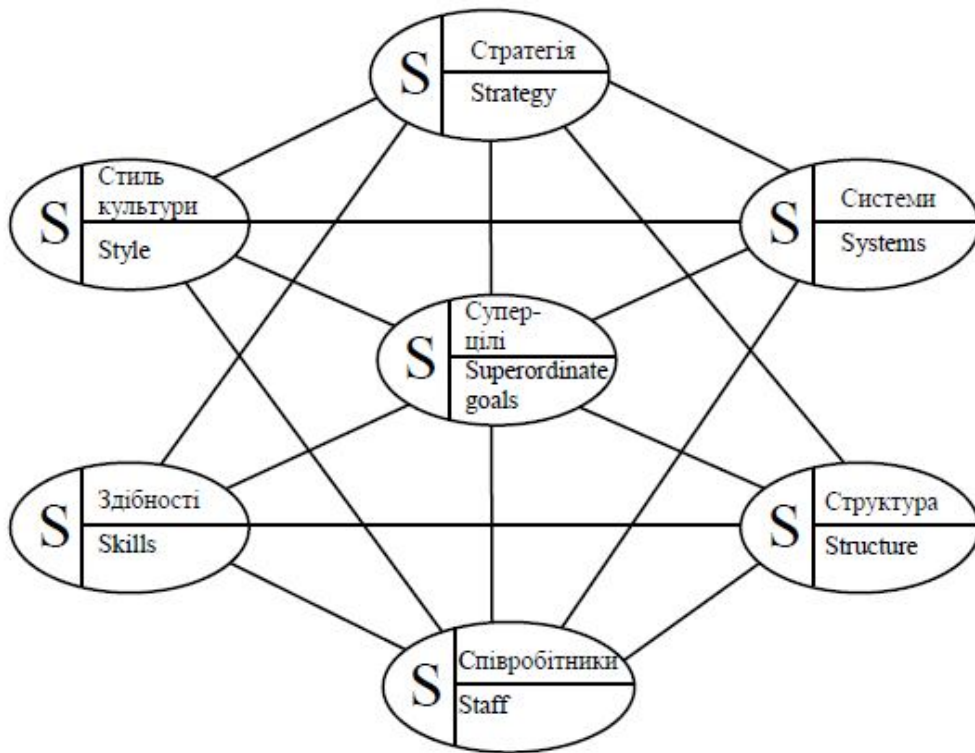 S
Стратегія
Strategy
S
Стиль
культури
Style
S
Системи
Systems
S
Супер-
цілі
Superordinate
goals
S
Здібності
Skills
S
Структура
Structure
S
Співробітники
Staff